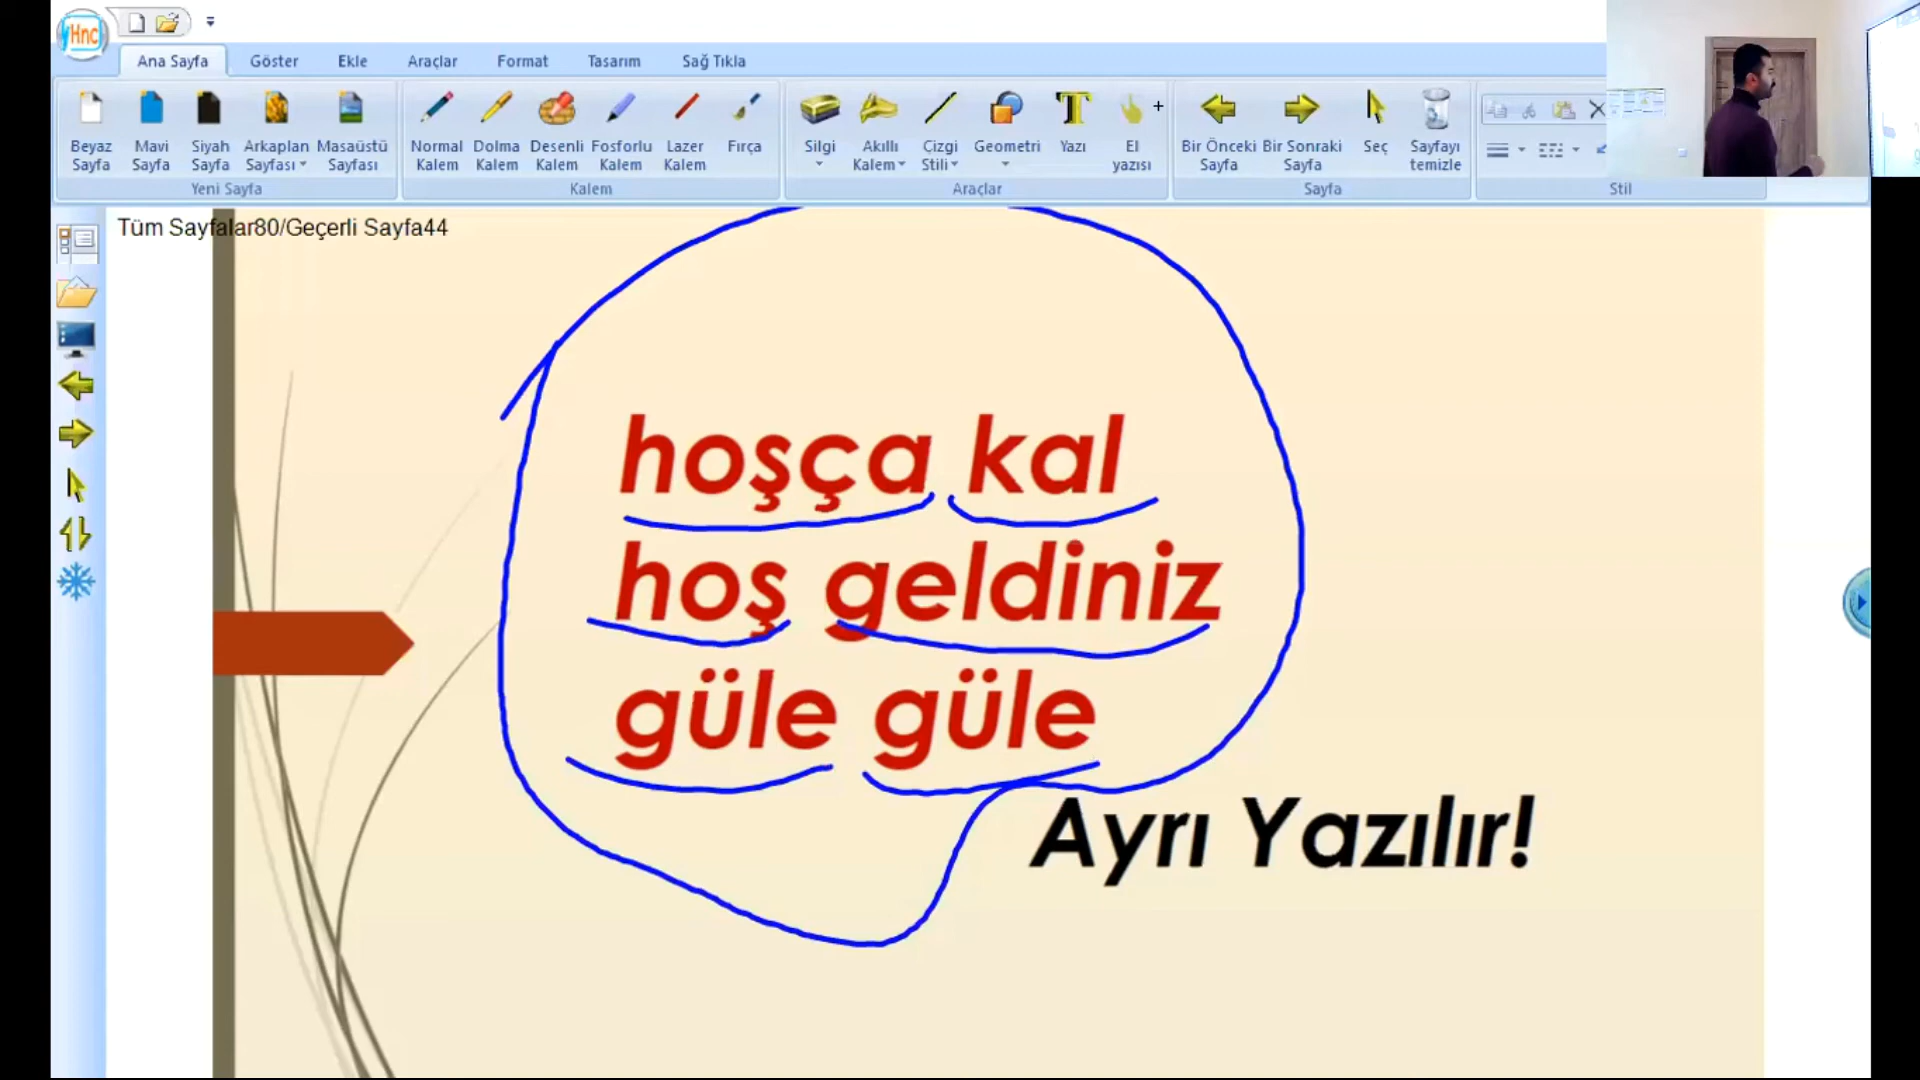 Hnc
Ana Sayfa Göster Ekle Araçlar Format Tasarım Sağ Tıkla
Beyaz Sayfa Mavi Sayfa Siyah Sayfa Arkaplan Sayfası Masaüstü Sayfası
Yeni Sayfa
Normal Kalem Dolma Kalem Desenli Kalem Fosforlu Kalem Lazer Kalem Fırça
Kalem
Silgi Akıllı Kalem Çizgi Stili Geometri Yazı El yazısı
Araçlar
Bir Önceki Sayfa Bir Sonraki Sayfa Seç Sayfayı temizle
Sayfa
Stil
Tüm Sayfalar80/Geçerli Sayfa44
hoşça kal
hoş geldiniz
güle güle
Ayrı Yazılır!